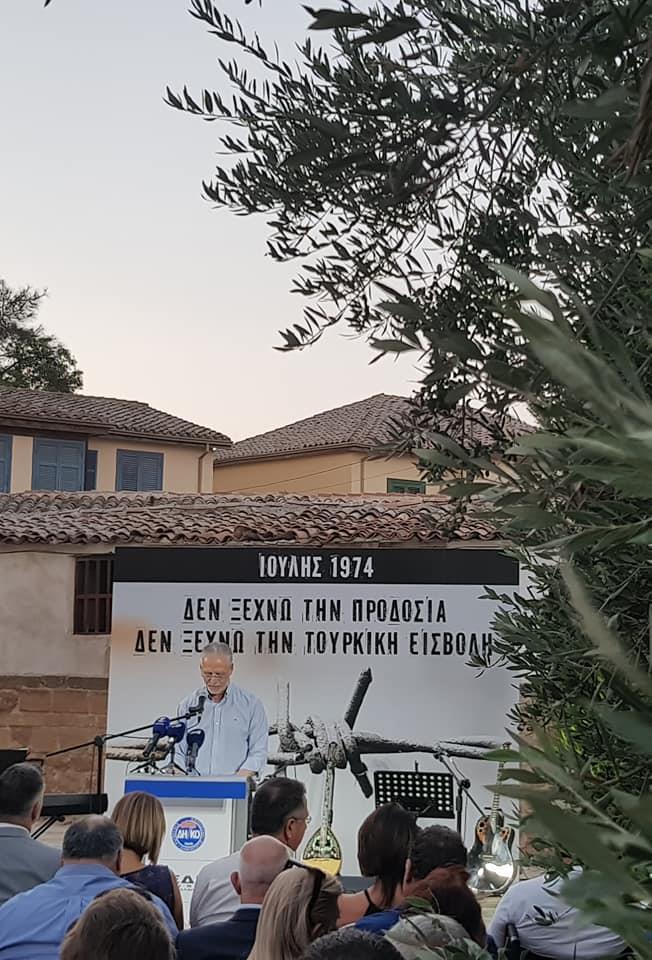 ΙΟΥΛΗΣ 1974
ΔΕΝ ΞΕΧΝΩ ΤΗΝ ΠΡΟΔΟΣΙΑ
ΔΕΝ ΞΕΧΝΩ ΤΗΝ ΤΟΥΡΚΙΚΗ ΕΙΣΒΟΛΗ
ΔΗΚΟ